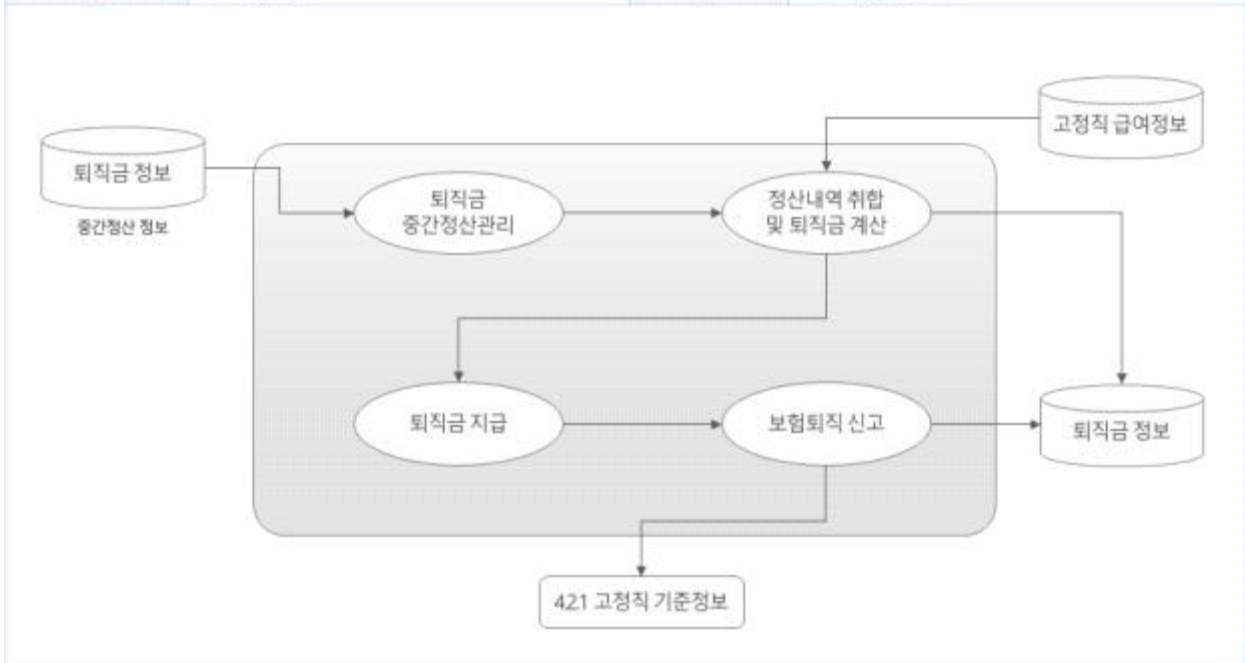 고정직 급여정보
퇴직금 정보
중간정산 정보
퇴직금
중간정산관리
정산내역 취합
및 퇴직금 계산
퇴직금 지급
보험퇴직 신고
퇴직금 정보
4.2.1 고정직 기준정보